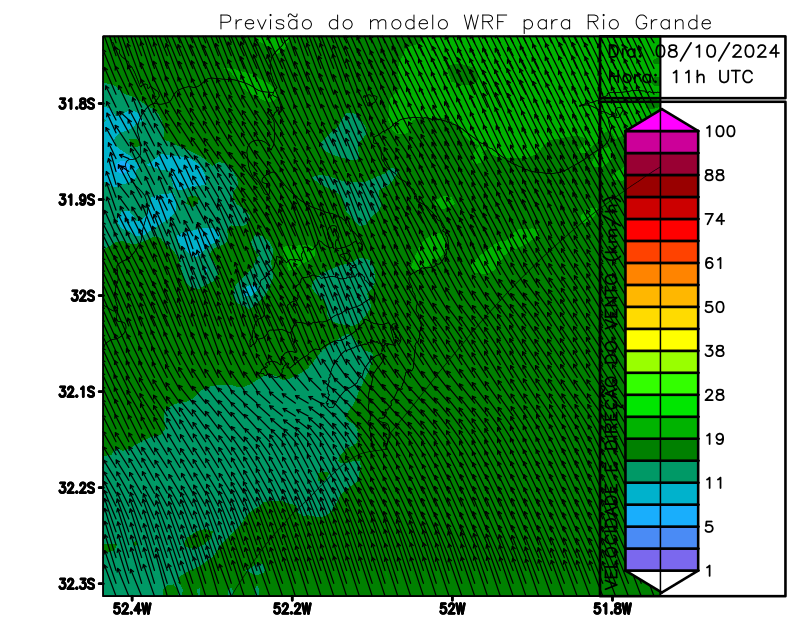 Previsão do modelo WRF para Rio Grande
Dia: 08/10/2024
Hora: 11h UTC
31.8S
31.9S
32S
32.1S
32.2S
32.3S
52.4W
52.2W
52W
51.8W
VELOCIDADE E DIREÇÃO DO VENTO (km/h)
100
88
74
61
50
38
28
19
11
5
1